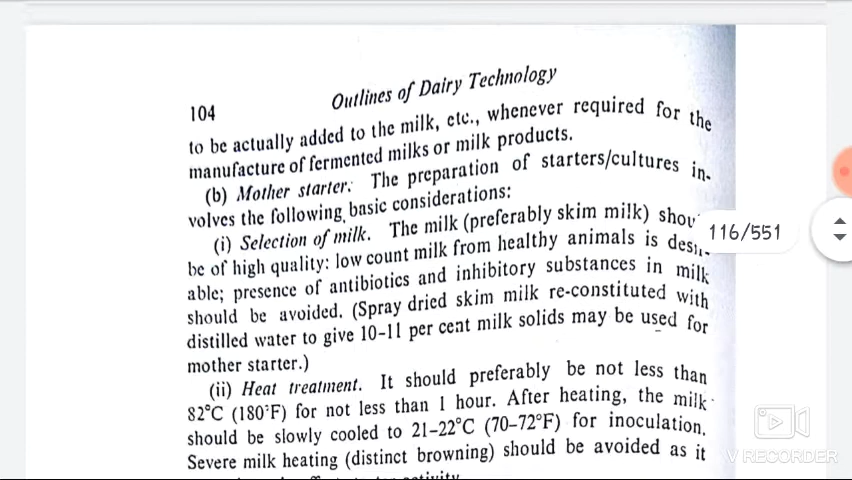 104
Outlines of Dairy Technology
to be actually added to the milk, etc., whenever required for the
manufacture of fermented milks or milk products.
(b) Mother starter. The preparation of starters/cultures in-
volves the following basic considerations:
(i) Selection of milk. The milk (preferably skim milk)
be of high quality: low count milk from healthy animals is
able; presence of antibiotics and inhibitory substances in milk
should be avoided. (Spray dried skim milk re-constituted with
distilled water to give 10-11 per cent milk solids may be used for
mother starter.)
(ii) Heat treatment. It should preferably be not less than
82°C (180°F) for not less than 1 hour. After heating, the milk
should be slowly cooled to 21-22°C (70-72°F) for inoculation.
Severe milk heating (distinct browning) should be avoided as it
116/551
V RECORDER